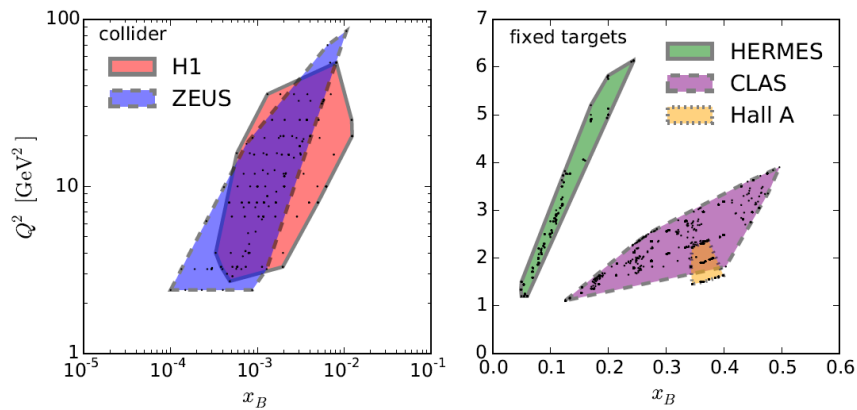 collider
H1
ZEUS
100
10
1
Q² [GeV²]
10⁻⁵
10⁻⁴
10⁻³
10⁻²
10⁻¹
x_B
fixed targets
HERMES
CLAS
Hall A
7
6
5
4
3
2
1
0
0.0
0.1
0.2
0.3
0.4
0.5
0.6
x_B